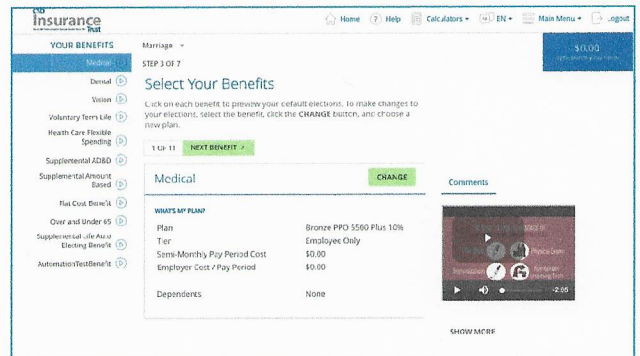 Insurance
Trust
Home ? Help Calculators EN Main Menu Logout
YOUR BENEFITS
Medical
Dental
Vision
Voluntary Term Life
Health Care Flexible
Spending
Supplemental AD&D
Supplemental Amount
Based
Flat Cost Benefit
Over and Under 65
Supplemental Life Auto
Electing Benefit
AutomationTestBenefit
Marriage
STEP 3 OF 7
Select Your Benefits
Click on each benefit to preview your default elections. To make changes to
your elections, select the benefit, click the CHANGE button, and choose a
new plan.
1 OF 11 NEXT BENEFIT >
Medical CHANGE
WHAT'S MY PLAN?
Plan Bronze PPO 5500 Plus 10%
Tier Employee Only
Semi-Monthly Pay Period Cost $0.00
Employer Cost / Pay Period $0.00
Dependents None
$0.00
Comments
-2:55
SHOW MORE